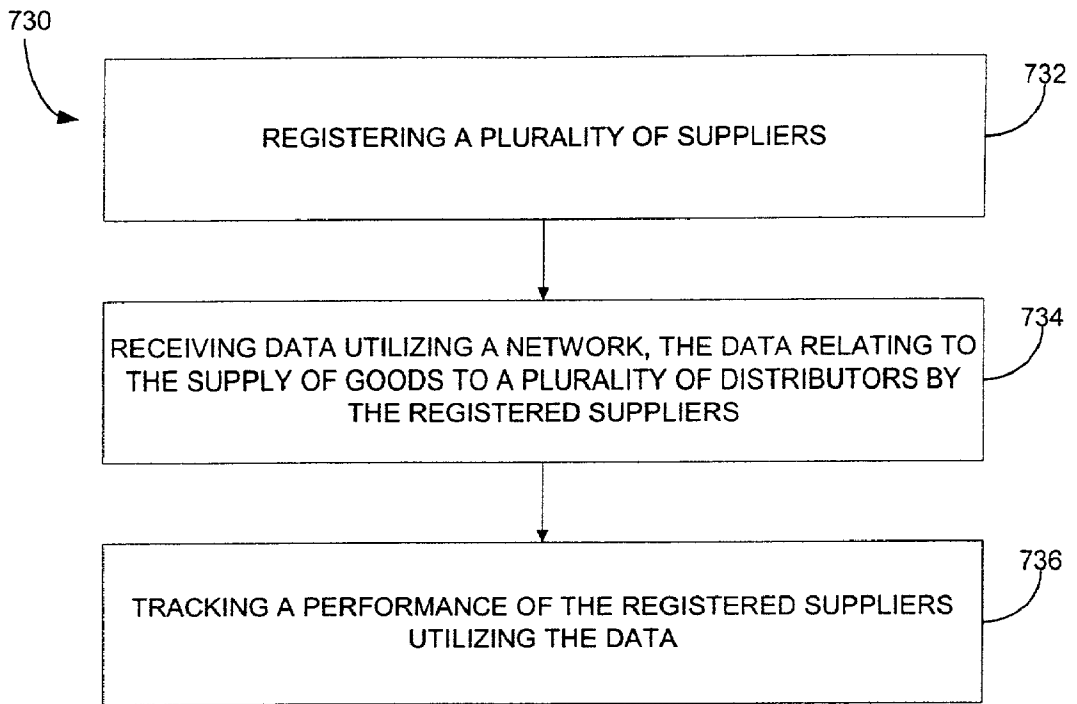 730
732
REGISTERING A PLURALITY OF SUPPLIERS
734
RECEIVING DATA UTILIZING A NETWORK, THE DATA RELATING TO
THE SUPPLY OF GOODS TO A PLURALITY OF DISTRIBUTORS BY
THE REGISTERED SUPPLIERS
736
TRACKING A PERFORMANCE OF THE REGISTERED SUPPLIERS
UTILIZING THE DATA